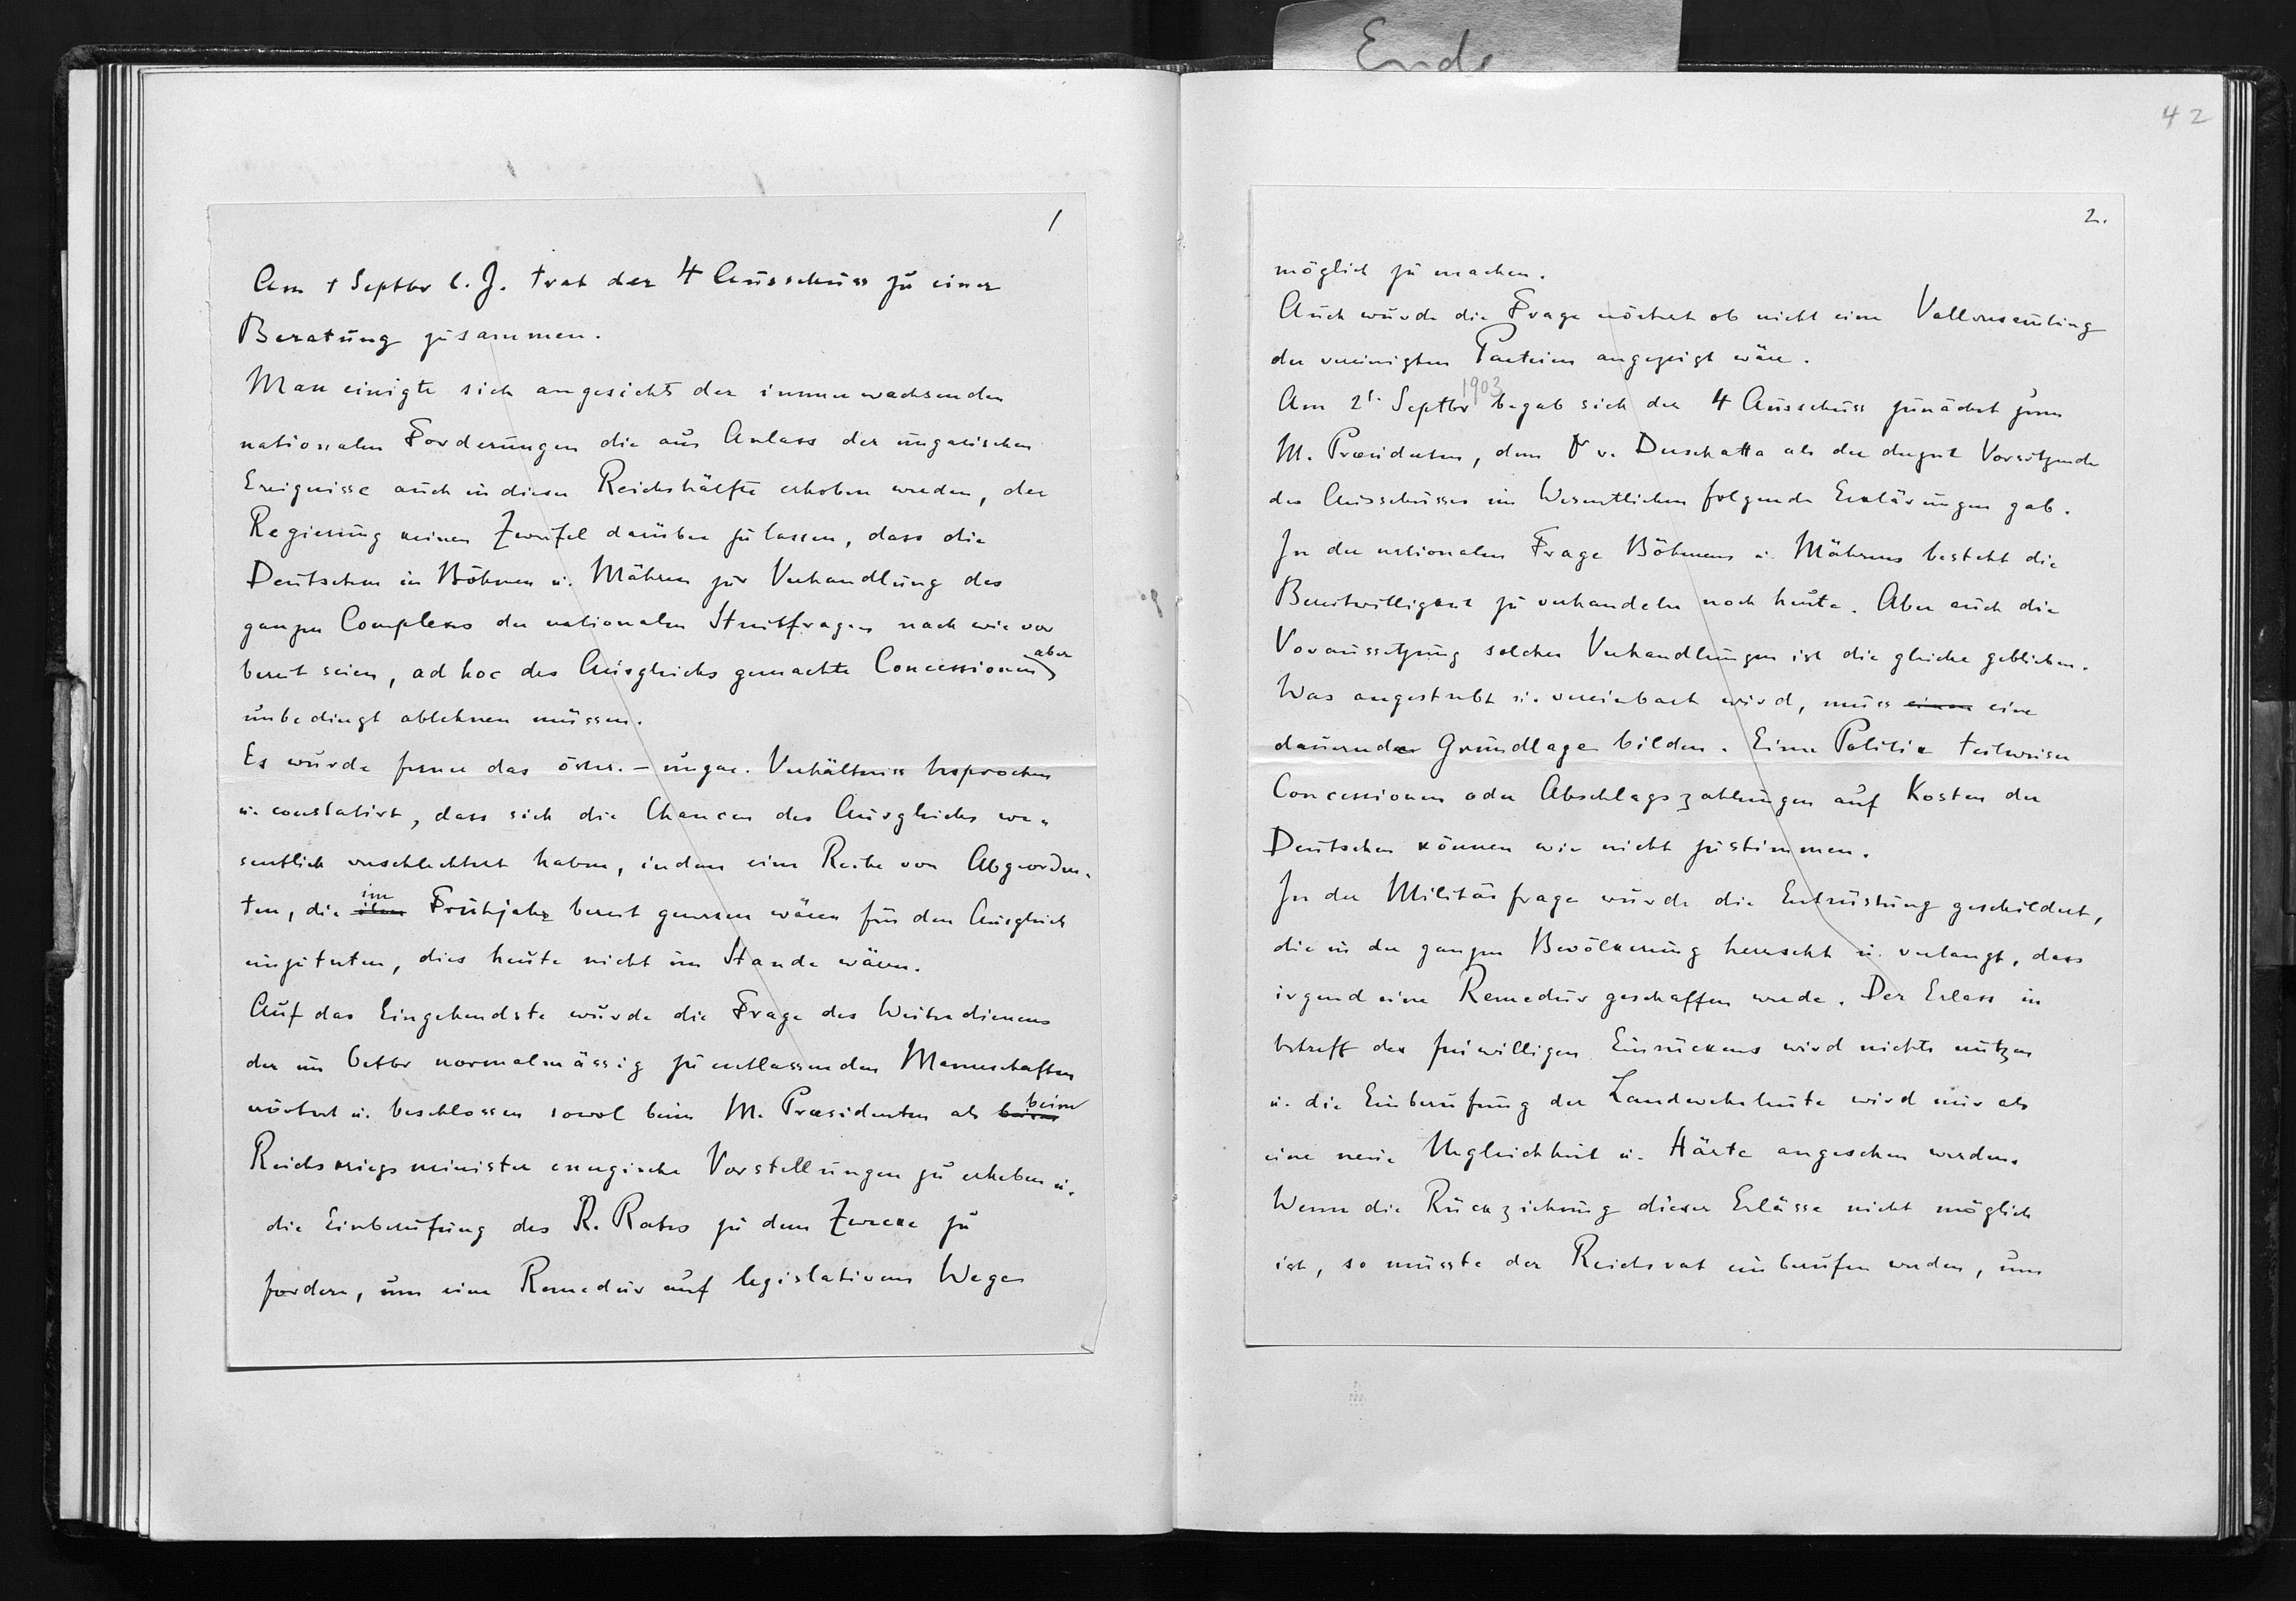 Ende
42
1
Am 1 Septbr l. J. trat der 4 Ausschuss zu einer
Beratung zusammen.
Man einigte sich angesichts der immer wachsenden
nationalen Forderungen die aus Anlass der ungarischen
Ereignisse auch in dieser Reichshälfte erhoben werden, der
Regierung keinen Zweifel darüber zu lassen, dass die
Deutschen in Böhmen u. Mähren zur Verhandlung des
ganzen Complexes der nationalen Streitfragen nach wie vor
bereit seien, ad hoc des Ausgleichs gemachte Concessionen aber
unbedingt ablehnen müssen.
Es wurde ferner das österr. – ungar. Verhältniss besprochen
u. constatirt, dass sich die Chancen des Ausgleichs we-
sentlich verschlechtert haben, indem eine Reihe von Abgeordne-
ten, die im Frühjahr bereit gewesen wären für den Ausgleich
einzutreten, dies heute nicht im Stande wären.
Auf das Eingehendste wurde die Frage des Weiterdienens
der im Octbr normalmässig zu entlassenden Mannschaften
erörtert u. beschlossen sowol beim M. Praesidenten als beim
Reichskriegsminister energische Vorstellungen zu erheben u.
die Einberufung des R. Rates zu dem Zwecke zu
fordern, um eine Remedur auf legislativem Wege
2.
möglich zu machen.
Auch wurde die Frage erörtert ob nicht eine Vollversamlung
der vereinigten Parteien angezeigt wäre.
Am 2t. Septbr 1903 begab sich der 4 Ausschuss zunächst zum
M. Praesidenten, dem Dr v. Derschatta als der derzeit Vorsitzende
des Ausschusses im Wesentlichen folgende Erklärungen gab.
In der nationalen Frage Böhmens u. Mährens besteht die
Bereitwilligkeit zu verhandeln noch heute. Aber auch die
Voraussetzung solcher Verhandlungen ist die gleiche geblieben.
Was angestrebt u. vereinbart wird, muss einen eine
dauernde Grundlage bilden. Einer Politik teilweiser
Concessionen oder Abschlagszahlungen auf Kosten der
Deutschen können wir nicht zustimmen.
In der Militärfrage wurde die Entrüstung geschildert,
die in der ganzen Bevölkerung herrscht u. verlangt, dass
irgend eine Remedur geschaffen werde. Der Erlass in
betreff des freiwilligen Einrückens wird nichts nützen
u. die Einberufung der Landwehrleute wird nur als
eine neue Ungleichheit u. Härte angesehen werden.
Wenn die Rückziehung dieser Erlässe nicht möglich
ist, so müsste der Reichsrat einberufen werden, um